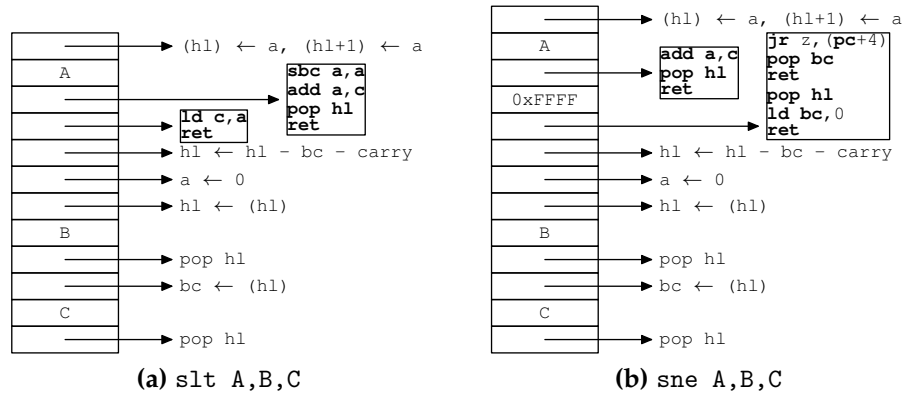 (hl) ← a, (hl+1) ← a
A
sbc a,a
add a,c
pop hl
ret
ld c,a
ret
hl ← hl - bc - carry
a ← 0
hl ← (hl)
B
pop hl
bc ← (hl)
C
pop hl
(a) slt A,B,C
(hl) ← a, (hl+1) ← a
A
jr z,(pc+4)
pop bc
ret
pop hl
ld bc,0
ret
add a,c
pop hl
ret
0xFFFF
hl ← hl - bc - carry
a ← 0
hl ← (hl)
B
pop hl
bc ← (hl)
C
pop hl
(b) sne A,B,C